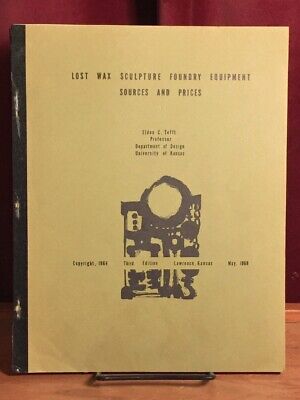 LOST WAX SCULPTURE FOUNDRY EQUIPMENT
SOURCES AND PRICES
Elden C. Tefft
Professor
Department of Design
University of Kansas
Copyright, 1964 Third Edition Lawrence, Kansas May, 1968